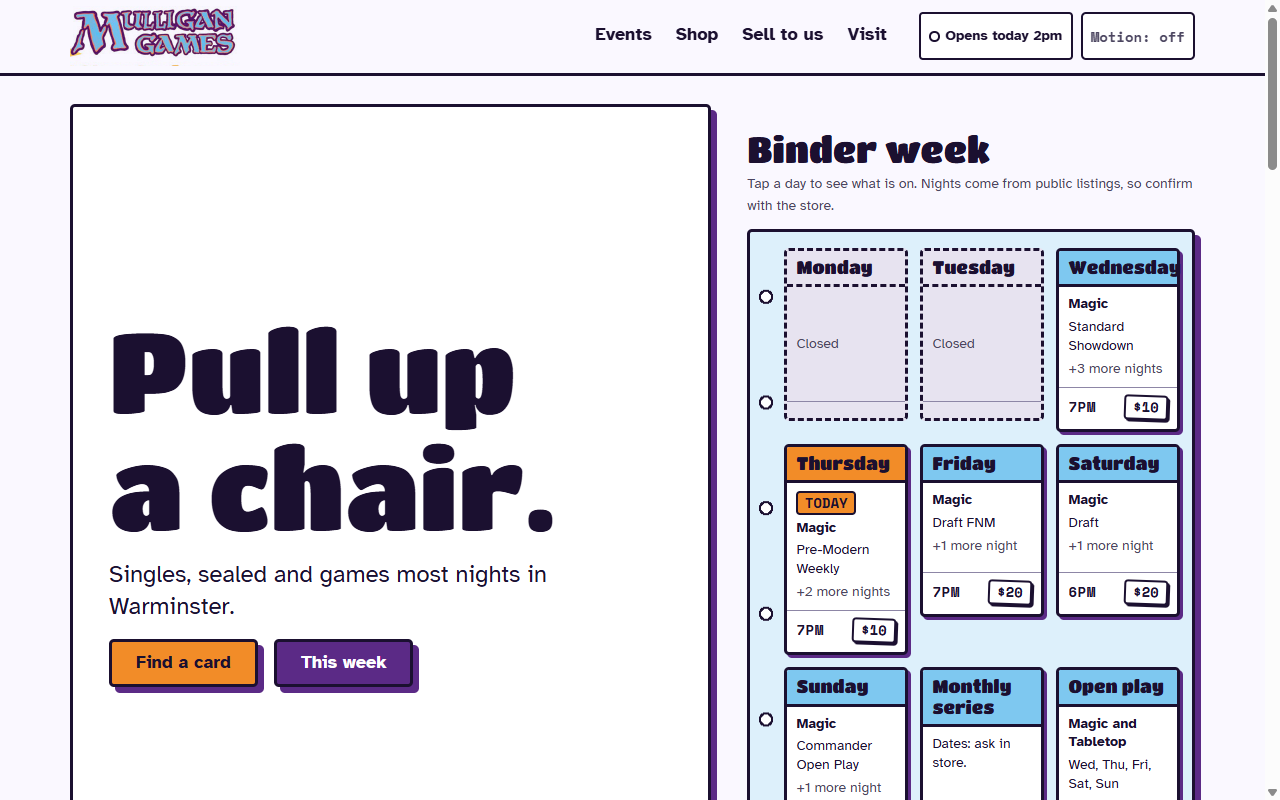 MULLIGAN
GAMES
Events
Shop
Sell to us
Visit
Opens today 2pm
Motion: off
Pull up
a chair.
Singles, sealed and games most nights in
Warminster.
Find a card
This week
Binder week
Tap a day to see what is on. Nights come from public listings, so confirm
with the store.
Monday
Closed
Tuesday
Closed
Wednesday
Magic
Standard
Showdown
+3 more nights
7PM
$10
Thursday
TODAY
Magic
Pre-Modern
Weekly
+2 more nights
7PM
$10
Friday
Magic
Draft FNM
+1 more night
7PM
$20
Saturday
Magic
Draft
+1 more night
6PM
$20
Sunday
Magic
Commander
Open Play
+1 more night
Monthly
series
Dates: ask in
store.
Open play
Magic and
Tabletop
Wed, Thu, Fri,
Sat, Sun